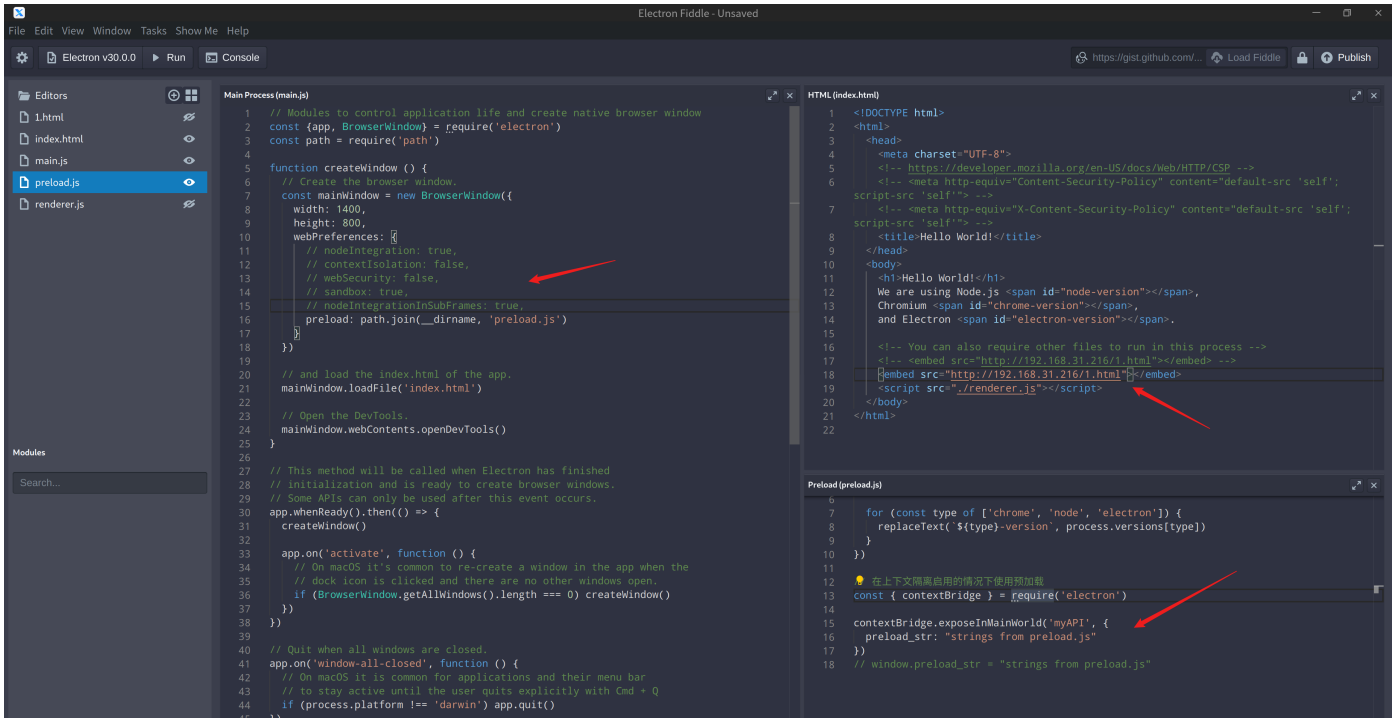 Electron Fiddle - Unsaved
File Edit View Window Tasks Show Me Help
Electron v30.0.0 Run Console https://gist.github.com/... Load Fiddle Publish
Editors
1.html
index.html
main.js
preload.js
renderer.js
Modules
Search...
Main Process (main.js)
1 // Modules to control application life and create native browser window
2 const {app, BrowserWindow} = require('electron')
3 const path = require('path')
4
5 function createWindow () {
6 // Create the browser window.
7 const mainWindow = new BrowserWindow({
8 width: 1400,
9 height: 800,
10 webPreferences: {
11 // nodeIntegration: true,
12 // contextIsolation: false,
13 // webSecurity: false,
14 // sandbox: true,
15 // nodeIntegrationInSubFrames: true,
16 preload: path.join(__dirname, 'preload.js')
17 }
18 })
19
20 // and load the index.html of the app.
21 mainWindow.loadFile('index.html')
22
23 // Open the DevTools.
24 mainWindow.webContents.openDevTools()
25 }
26
27 // This method will be called when Electron has finished
28 // initialization and is ready to create browser windows.
29 // Some APIs can only be used after this event occurs.
30 app.whenReady().then(() => {
31 createWindow()
32
33 app.on('activate', function () {
34 // On macOS it's common to re-create a window in the app when the
35 // dock icon is clicked and there are no other windows open.
36 if (BrowserWindow.getAllWindows().length === 0) createWindow()
37 })
38 })
39
40 // Quit when all windows are closed.
41 app.on('window-all-closed', function () {
42 // On macOS it is common for applications and their menu bar
43 // to stay active until the user quits explicitly with Cmd + Q
44 if (process.platform !== 'darwin') app.quit()
45 })
HTML (index.html)
1 <!DOCTYPE html>
2 <html>
3 <head>
4 <meta charset="UTF-8">
5 <!-- https://developer.mozilla.org/en-US/docs/Web/HTTP/CSP -->
6 <!-- <meta http-equiv="Content-Security-Policy" content="default-src 'self';
script-src 'self'"> -->
7 <!-- <meta http-equiv="X-Content-Security-Policy" content="default-src 'self';
script-src 'self'"> -->
8 <title>Hello World!</title>
9 </head>
10 <body>
11 <h1>Hello World!</h1>
12 We are using Node.js <span id="node-version"></span>,
13 Chromium <span id="chrome-version"></span>,
14 and Electron <span id="electron-version"></span>.
15
16 <!-- You can also require other files to run in this process -->
17 <!-- <embed src="http://192.168.31.216/1.html"></embed> -->
18 <embed src="http://192.168.31.216/1.html"></embed>
19 <script src="./renderer.js"></script>
20 </body>
21 </html>
22
Preload (preload.js)
6
7 for (const type of ['chrome', 'node', 'electron']) {
8 replaceText(`${type}-version`, process.versions[type])
9 }
10 })
11
12 在上下文隔离启用的情况下使用预加载
13 const { contextBridge } = require('electron')
14
15 contextBridge.exposeInMainWorld('myAPI', {
16 preload_str: "strings from preload.js"
17 })
18 // window.preload_str = "strings from preload.js"